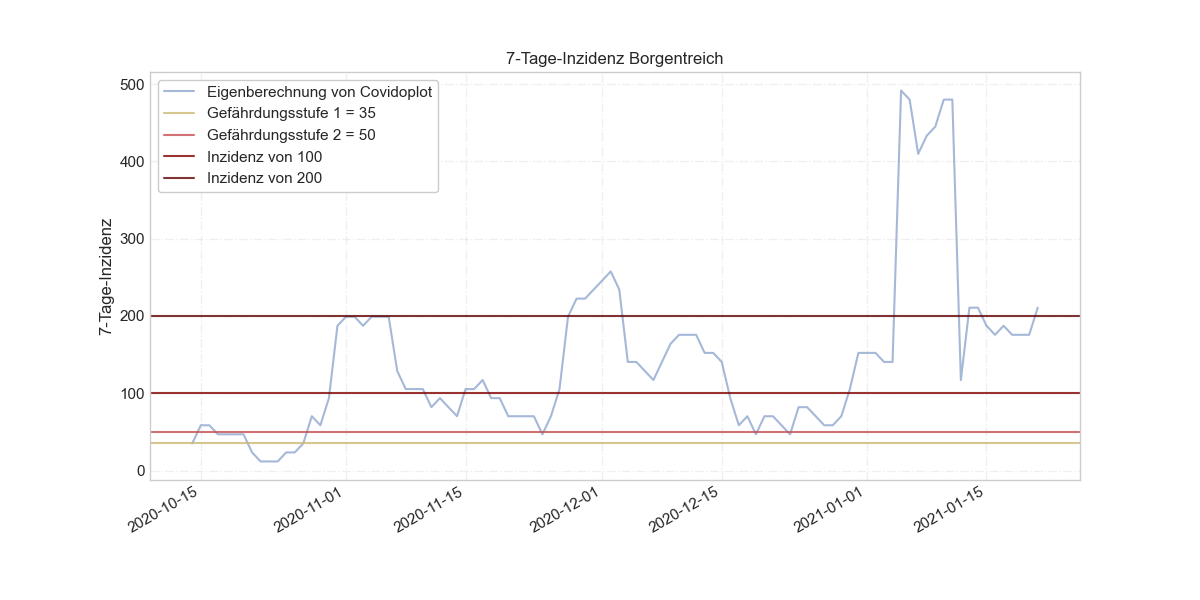 7-Tage-Inzidenz Borgentreich
Eigenberechnung von Covidoplot
Gefährdungsstufe 1 = 35
Gefährdungsstufe 2 = 50
Inzidenz von 100
Inzidenz von 200
7-Tage-Inzidenz
500
400
300
200
100
0
2020-10-15
2020-11-01
2020-11-15
2020-12-01
2020-12-15
2021-01-01
2021-01-15